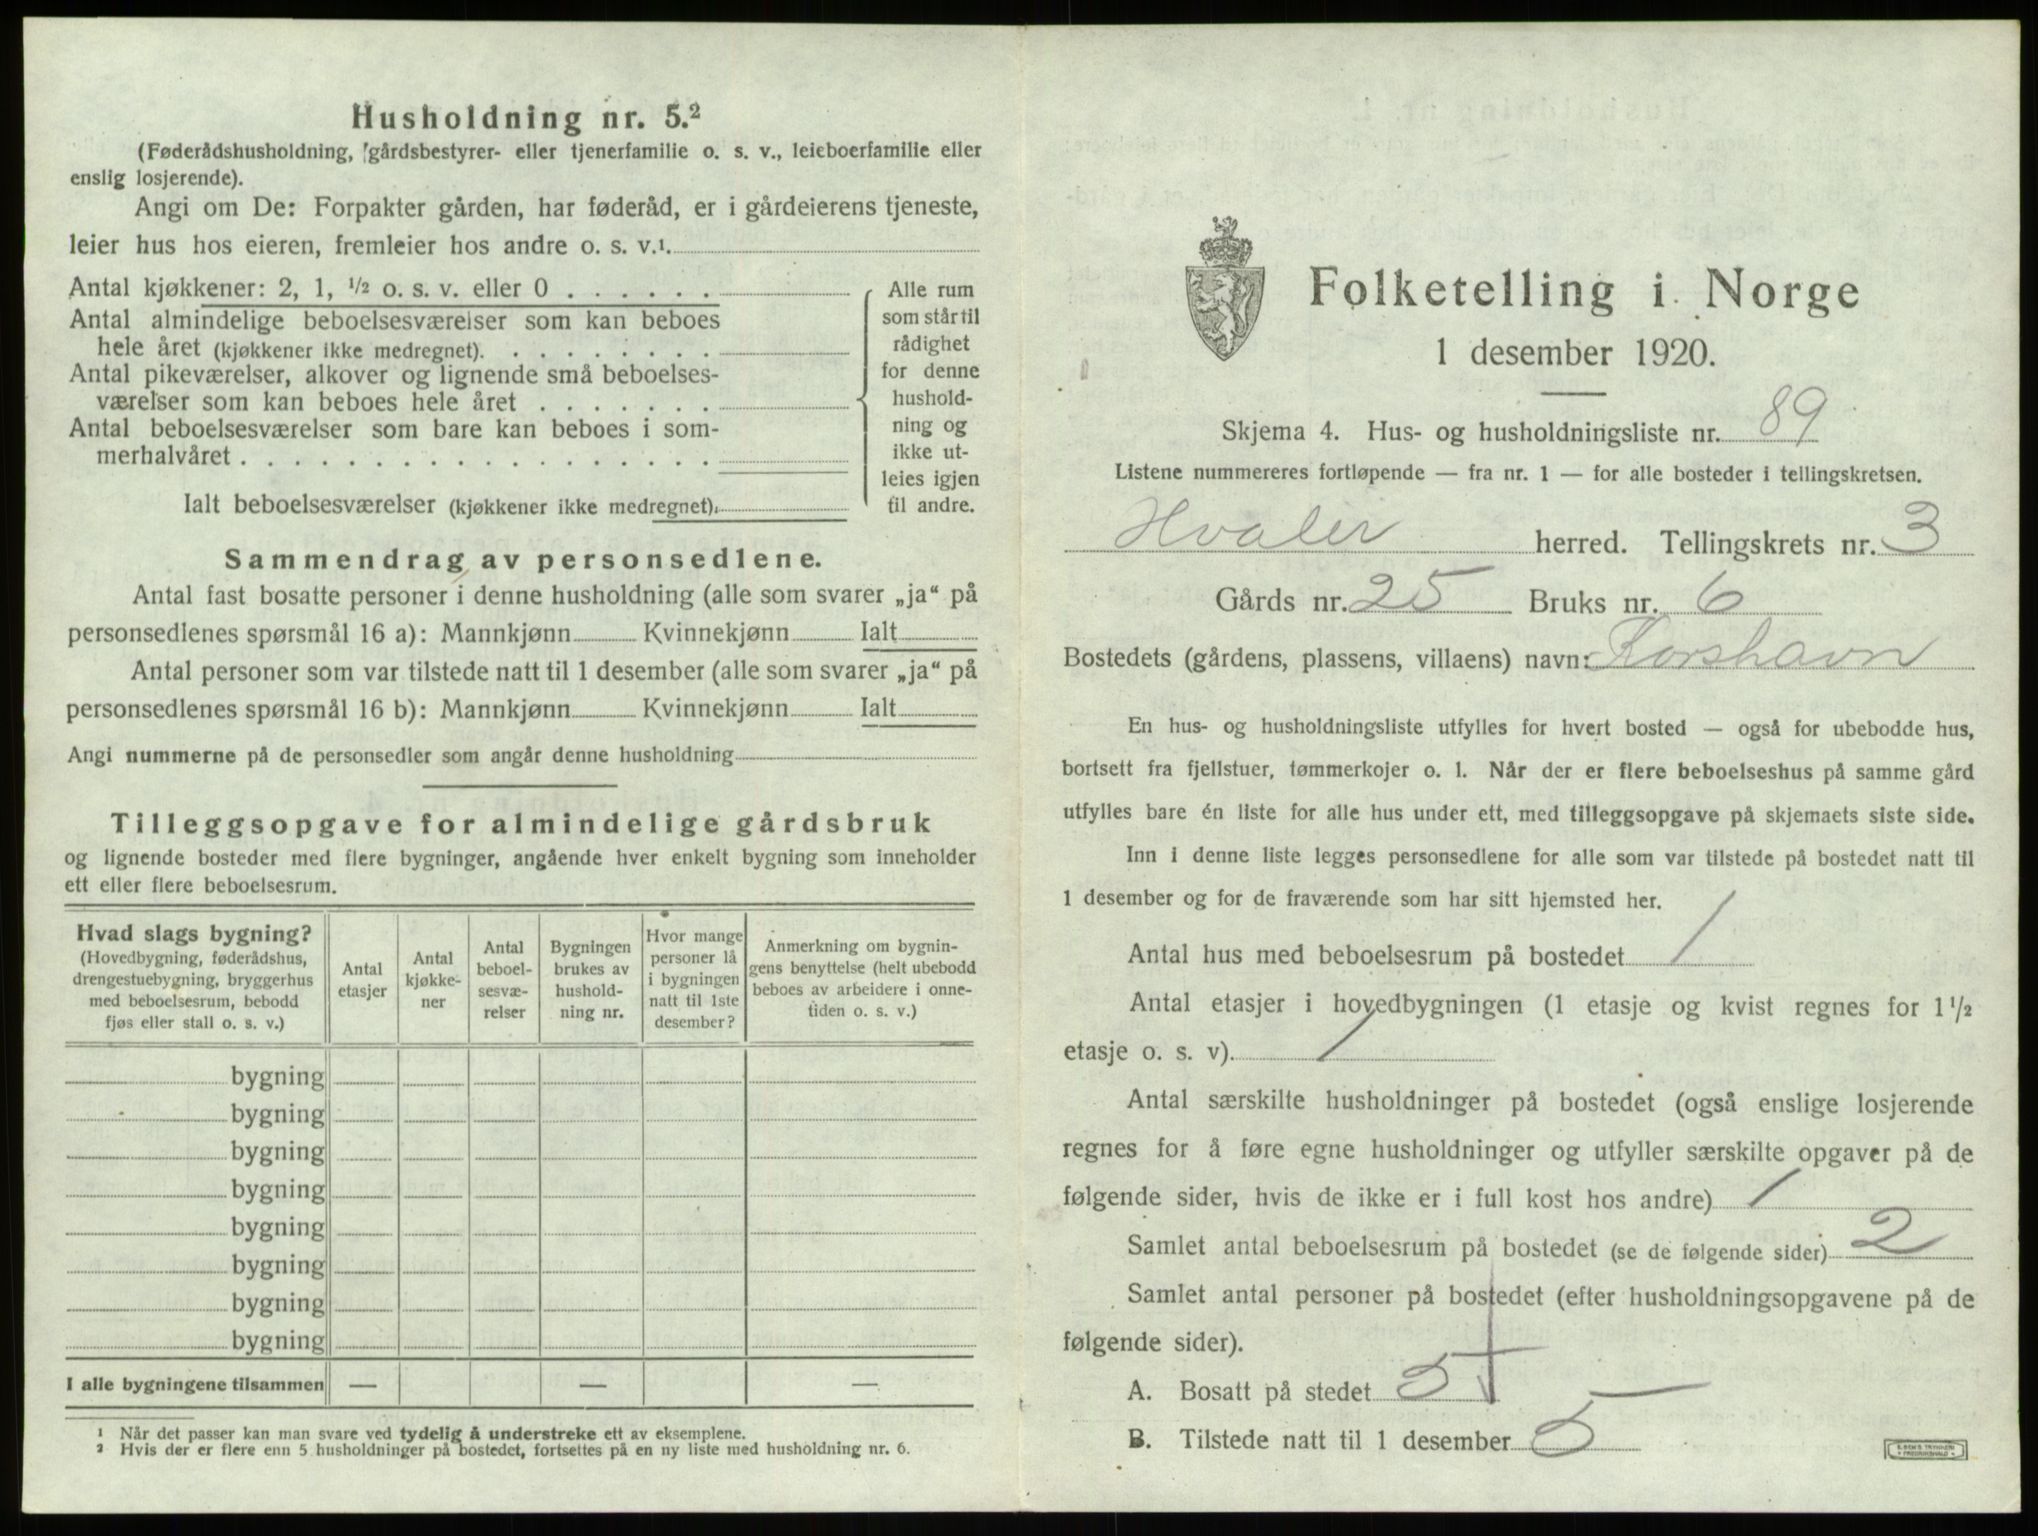 Husholdning nr. 5.²
(Føderådshusholdning, gårdsbestyrer- eller tjenerfamilie o. s. v., leieboerfamilie eller
enslig losjerende).
Angi om De: Forpakter gården, har føderåd, er i gårdeierens tjeneste,
leier hus hos eieren, fremleier hos andre o. s. v.¹.
Antal kjøkkener: 2, 1, ½ o. s. v. eller 0 . . . . . .
Antal almindelige beboelsesværelser som kan beboes
hele året (kjøkkener ikke medregnet). . . . . . . . .
Antal pikeværelser, alkover og lignende små beboelses-
værelser som kan beboes hele året . . . . . . .
Antal beboelsesværelser som bare kan beboes i som-
merhalvåret . . . . . . . . . . . . . . . . . .
Ialt beboelsesværelser (kjøkkener ikke medregnet).
Alle rum
som står til
rådighet
for denne
hushold-
ning og
ikke ut-
leies igjen
til andre.
Sammendrag av personsedlene.
Antal fast bosatte personer i denne husholdning (alle som svarer „ja“ på
personsedlenes spørsmål 16 a): Mannkjønn Kvinnekjønn Ialt
Antal personer som var tilstede natt til 1 desember (alle som svarer „ja“ på
personsedlenes spørsmål 16 b): Mannkjønn Kvinnekjønn Ialt
Angi nummerne på de personsedler som angår denne husholdning
Tilleggsopgave for almindelige gårdsbruk
og lignende bosteder med flere bygninger, angående hver enkelt bygning som inneholder
ett eller flere beboelsesrum.
Hvad slags bygning?
(Hovedbygning, føderådshus,
drengestuebygning, bryggerhus
med beboelsesrum, bebodd
fjøs eller stall o. s. v.)
Antal
etasjer
Antal
kjøkke-
ner
Antal
beboel-
sesvæ-
relser
Bygningen
brukes av
hushold-
ning nr.
Hvor mange
personer lå
i bygningen
natt til 1ste
desember?
Anmerkning om bygnin-
gens benyttelse (helt ubebodd
beboes av arbeidere i onne-
tiden o. s. v.)
bygning
bygning
bygning
bygning
bygning
bygning
bygning
bygning
I alle bygningene tilsammen — — —
¹ Når det passer kan man svare ved tydelig å understreke ett av eksemplene.
² Hvis der er flere enn 5 husholdninger på bostedet, fortsettes på en ny liste med husholdning nr. 6.
Folketelling i Norge
1 desember 1920.
Skjema 4. Hus- og husholdningsliste nr. 89
Listene nummereres fortløpende — fra nr. 1 — for alle bosteder i tellingskretsen.
Hvaler herred. Tellingskrets nr. 3
Gårds nr. 25 Bruks nr. 6
Bostedets (gårdens, plassens, villaens) navn: Korshavn
En hus- og husholdningsliste utfylles for hvert bosted — også for ubebodde hus,
bortsett fra fjellstuer, tømmerkojer o. l. Når der er flere beboelseshus på samme gård
utfylles bare én liste for alle hus under ett, med tilleggsopgave på skjemaets siste side.
Inn i denne liste legges personsedlene for alle som var tilstede på bostedet natt til
1 desember og for de fraværende som har sitt hjemsted her.
Antal hus med beboelsesrum på bostedet 1
Antal etasjer i hovedbygningen (1 etasje og kvist regnes for 1½
etasje o. s. v). 1
Antal særskilte husholdninger på bostedet (også enslige losjerende
regnes for å føre egne husholdninger og utfyller særskilte opgaver på de
følgende sider, hvis de ikke er i full kost hos andre) 1
Samlet antal beboelsesrum på bostedet (se de følgende sider) 2
Samlet antal personer på bostedet (efter husholdningsopgavene på de
følgende sider).
A. Bosatt på stedet 5
B. Tilstede natt til 1 desember 5